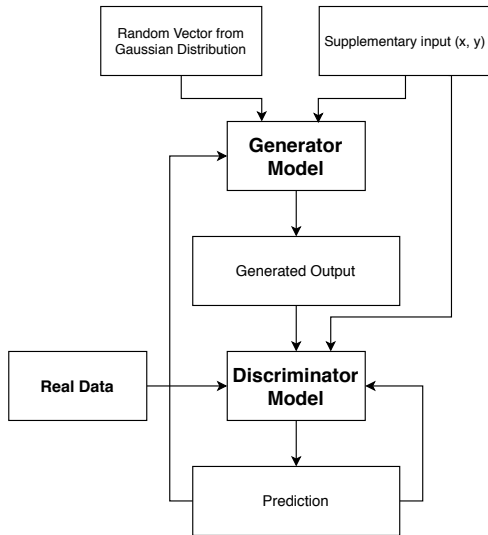 Random Vector from
Gaussian Distribution
Supplementary input (x, y)
Generator
Model
Generated Output
Real Data
Discriminator
Model
Prediction